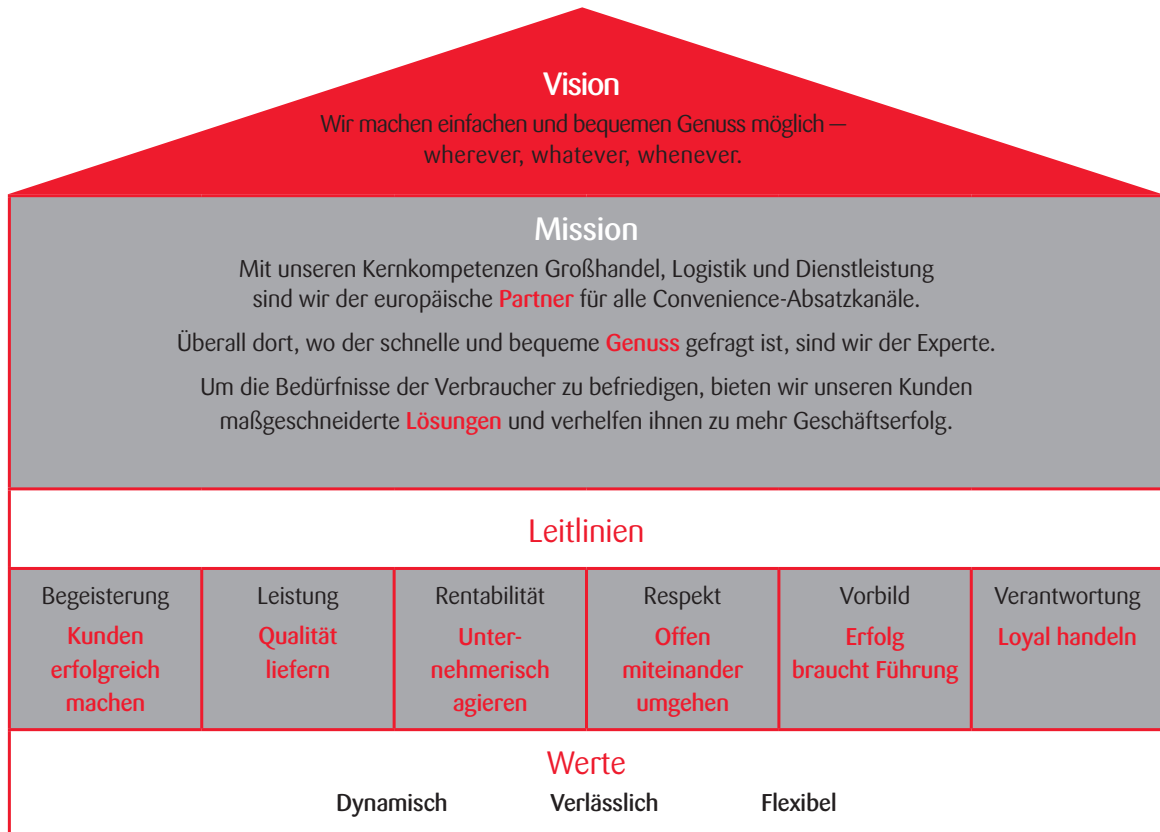 Vision
Wir machen einfachen und bequemen Genuss möglich —
wherever, whatever, whenever.
Mission
Mit unseren Kernkompetenzen Großhandel, Logistik und Dienstleistung
sind wir der europäische Partner für alle Convenience-Absatzkanäle.
Überall dort, wo der schnelle und bequeme Genuss gefragt ist, sind wir der Experte.
Um die Bedürfnisse der Verbraucher zu befriedigen, bieten wir unseren Kunden
maßgeschneiderte Lösungen und verhelfen ihnen zu mehr Geschäftserfolg.
Leitlinien
Begeisterung
Kunden
erfolgreich
machen
Leistung
Qualität
liefern
Rentabilität
Unter-
nehmerisch
agieren
Respekt
Offen
miteinander
umgehen
Vorbild
Erfolg
braucht Führung
Verantwortung
Loyal handeln
Werte
Dynamisch Verlässlich Flexibel